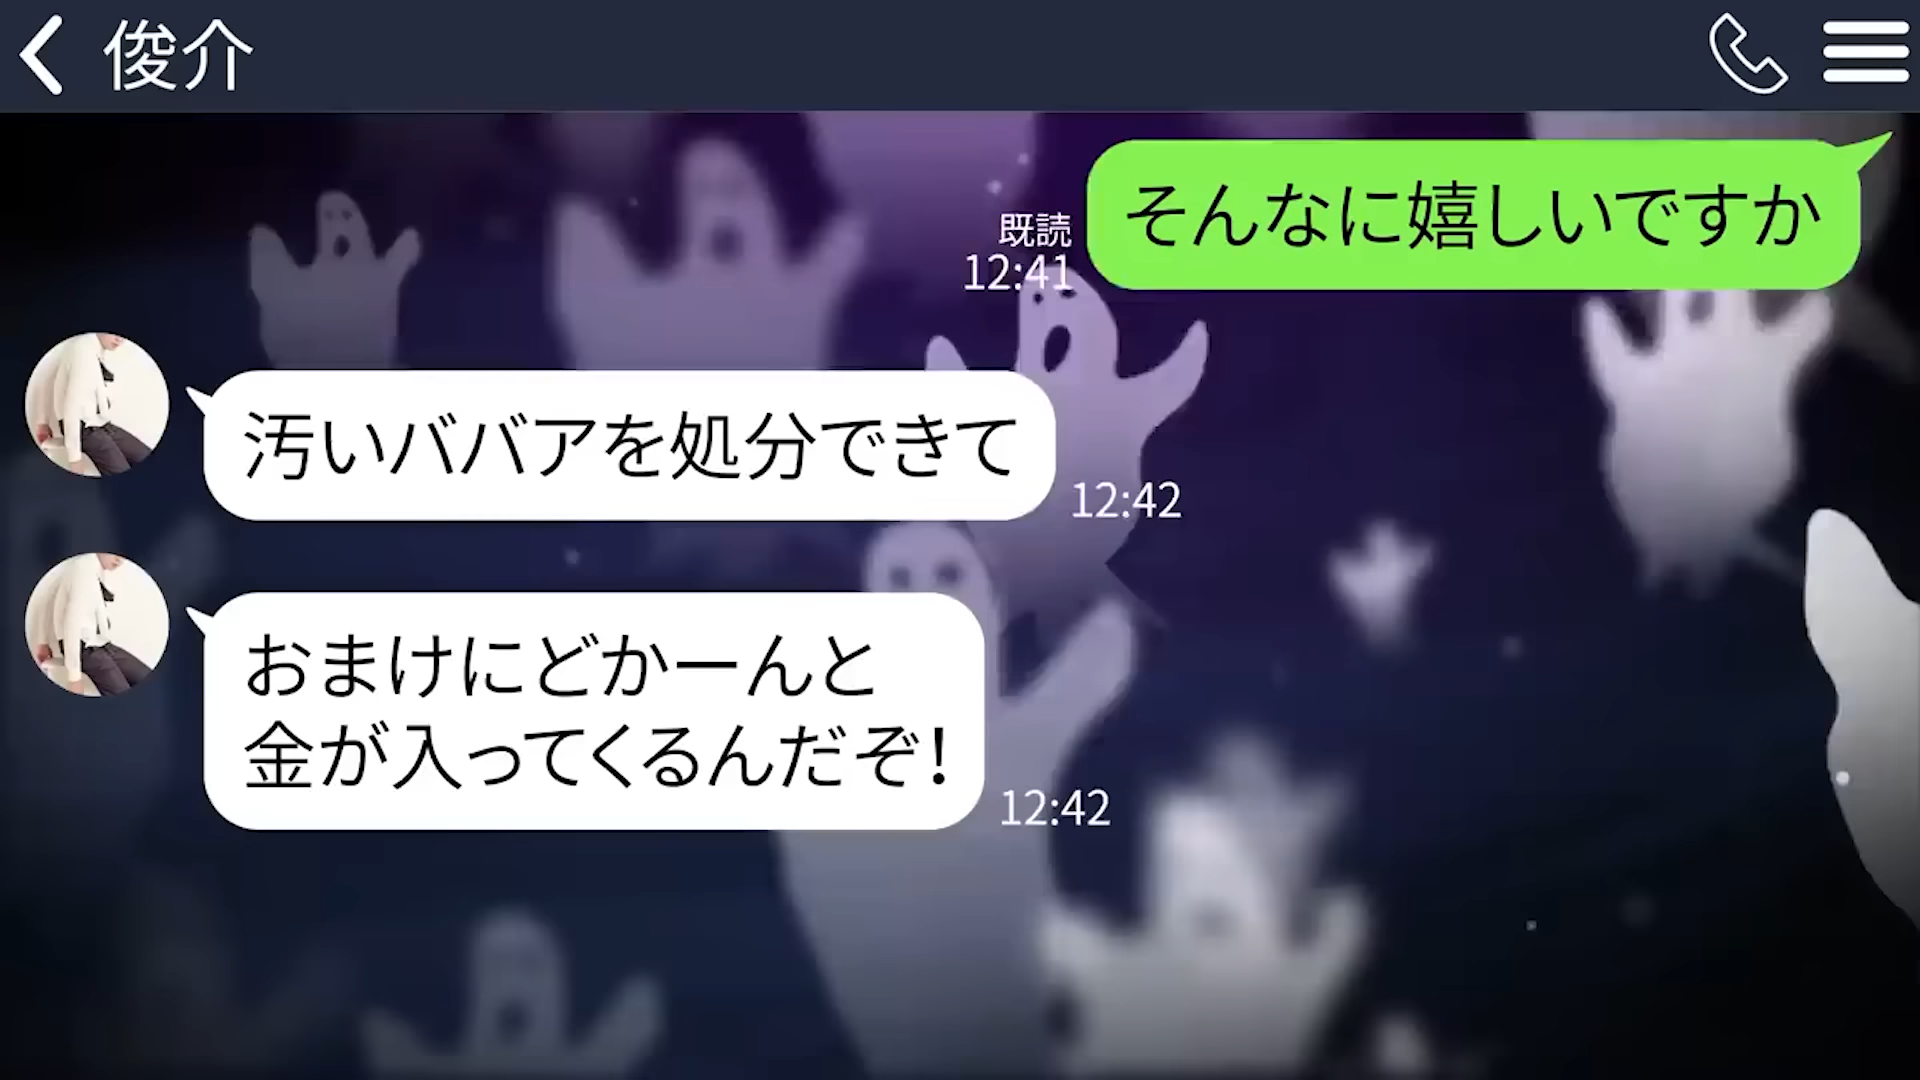 俊介
そんなに嬉しいですか
既読
12:41
汚いババアを処分できて
12:42
おまけにどかーんと
金が入ってくるんだぞ！
12:42